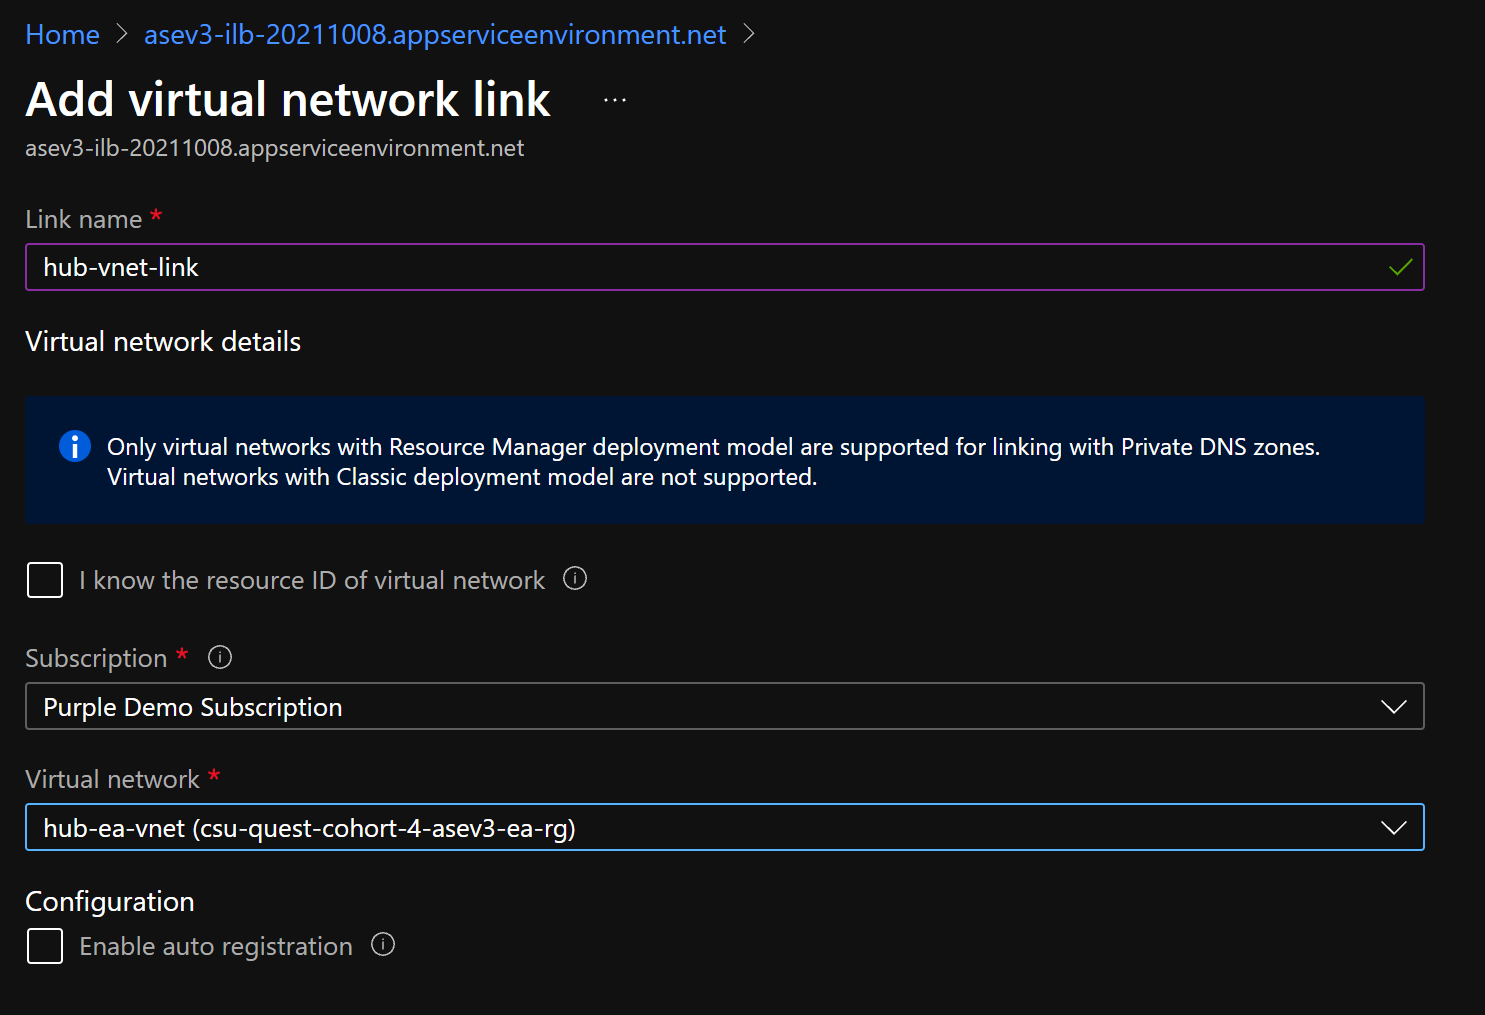 Home > asev3-ilb-20211008.appserviceenvironment.net >
Add virtual network link ...
asev3-ilb-20211008.appserviceenvironment.net
Link name *
hub-vnet-link
Virtual network details
Only virtual networks with Resource Manager deployment model are supported for linking with Private DNS zones.
Virtual networks with Classic deployment model are not supported.
I know the resource ID of virtual network
Subscription *
Purple Demo Subscription
Virtual network *
hub-ea-vnet (csu-quest-cohort-4-asev3-ea-rg)
Configuration
Enable auto registration